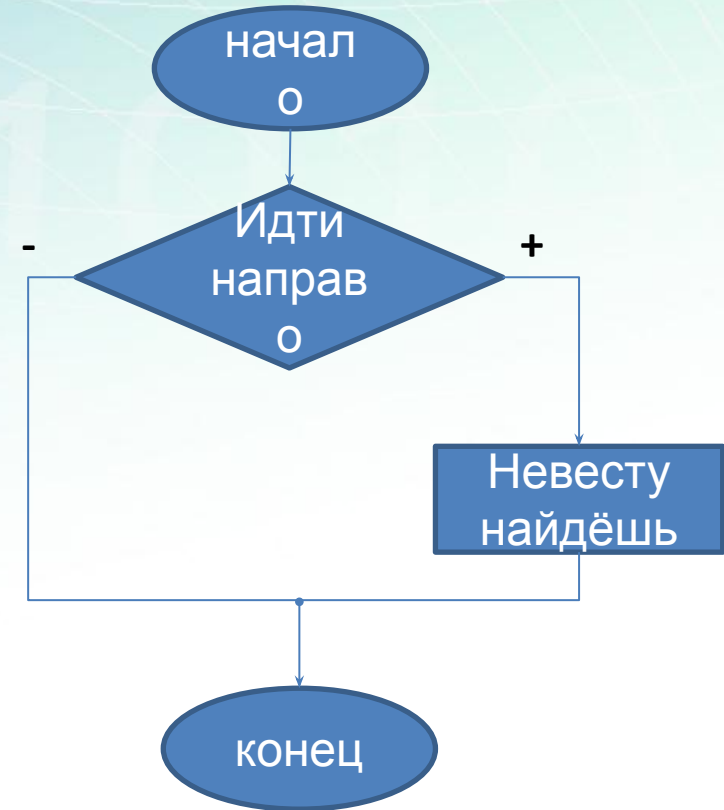 начал
о
Идти
направ
о
-
+
Невесту
найдёшь
конец